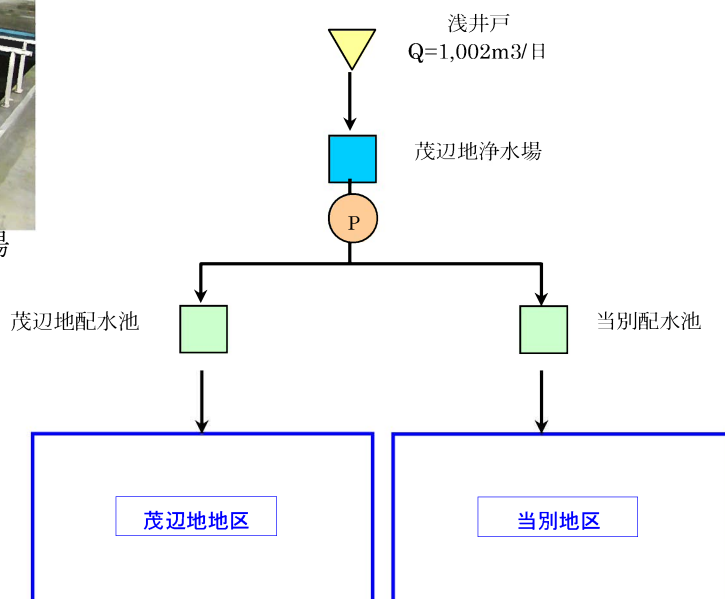 浅井戸
Q=1,002m3/日
茂辺地浄水場
P
場
茂辺地配水池
当別配水池
茂辺地地区
当別地区